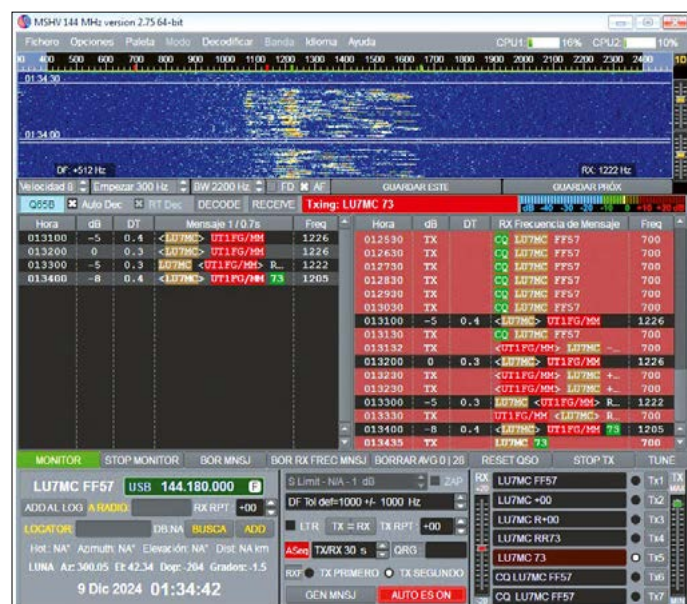 MSHV 144 MHz version 2.75 64-bit
Fichero Opciones Paleta Modo Decodificar Banda Idioma Ayuda CPU1: 16% CPU2: 10%
400 500 600 700 800 900 1000 1100 1200 1300 1400 1500 1600 1700 1800 1900 2000 2100 2200 2300 2400
01:34:30
01:34:00
DF: +512 Hz RX: 1222 Hz
Velocidad 8 Empezar 300 Hz BW 2200 Hz FD AF GUARDAR ESTE GUARDAR PRÓX
Q65B Auto Dec RT Dec DECODE RECEIVE Txing: LU7MC 73 dB -40 -30 -20 -10 0 +10 +30 dB
Hora dB DT Mensaje 1 / 0.7s Freq
013100 -5 0.4 <LU7MC> UT1FG/MM 1226
013200 0 0.3 <LU7MC> UT1FG/MM 1226
013300 -5 0.3 LU7MC <UT1FG/MM> R... 1222
013400 -8 0.4 <LU7MC> UT1FG/MM 73 1205
Hora dB DT RX Frecuencia de Mensaje Freq
012530 TX CQ LU7MC FF57 700
012630 TX CQ LU7MC FF57 700
012730 TX CQ LU7MC FF57 700
012830 TX CQ LU7MC FF57 700
012930 TX CQ LU7MC FF57 700
013030 TX CQ LU7MC FF57 700
013100 -5 0.4 <LU7MC> UT1FG/MM 1226
013130 TX CQ LU7MC FF57 700
013132 TX <UT1FG/MM> LU7MC -... 700
013200 0 0.3 <LU7MC> UT1FG/MM 1226
013230 TX <UT1FG/MM> LU7MC +... 700
013230 TX <UT1FG/MM> LU7MC +... 700
013300 -5 0.3 LU7MC <UT1FG/MM> R... 1222
013330 TX UT1FG/MM <LU7MC> R... 700
013400 -8 0.4 <LU7MC> UT1FG/MM 73 1205
013435 TX LU7MC 73 700
MONITOR STOP MONITOR BOR MNSJ BOR RX FREC MNSJ BORRAR AVG 0 | 26 RESET QSO STOP TX TUNE
LU7MC FF57 USB 144.180.000 F
ADD AL LOG A RADIO: RX RPT: +00
LOCATOR: DB:NA BUSCA ADD
Hot.: NA° Azimuth: NA° Elevación: NA° Dist: NA km
LUNA Az: 300.05 El: 42.34 Dop: -204 Grados: -1.5
9 Dic 2024 01:34:42
S Limit - N/A - 1 dB ZAP
DF Tol def=1000 +/- 1000 Hz
LTR TX = RX TX RPT: +00
ASeq TX/RX 30 s QRG
RXF TX PRIMERO TX SEGUNDO
GEN MNSJ AUTO ES ON
RX +20 -20
LU7MC FF57 Tx1
LU7MC +00 Tx2
LU7MC R+00 Tx3
LU7MC RR73 Tx4
LU7MC 73 Tx5
CQ LU7MC FF57 Tx6
CQ LU7MC FF57 Tx7
TX MAX MIN